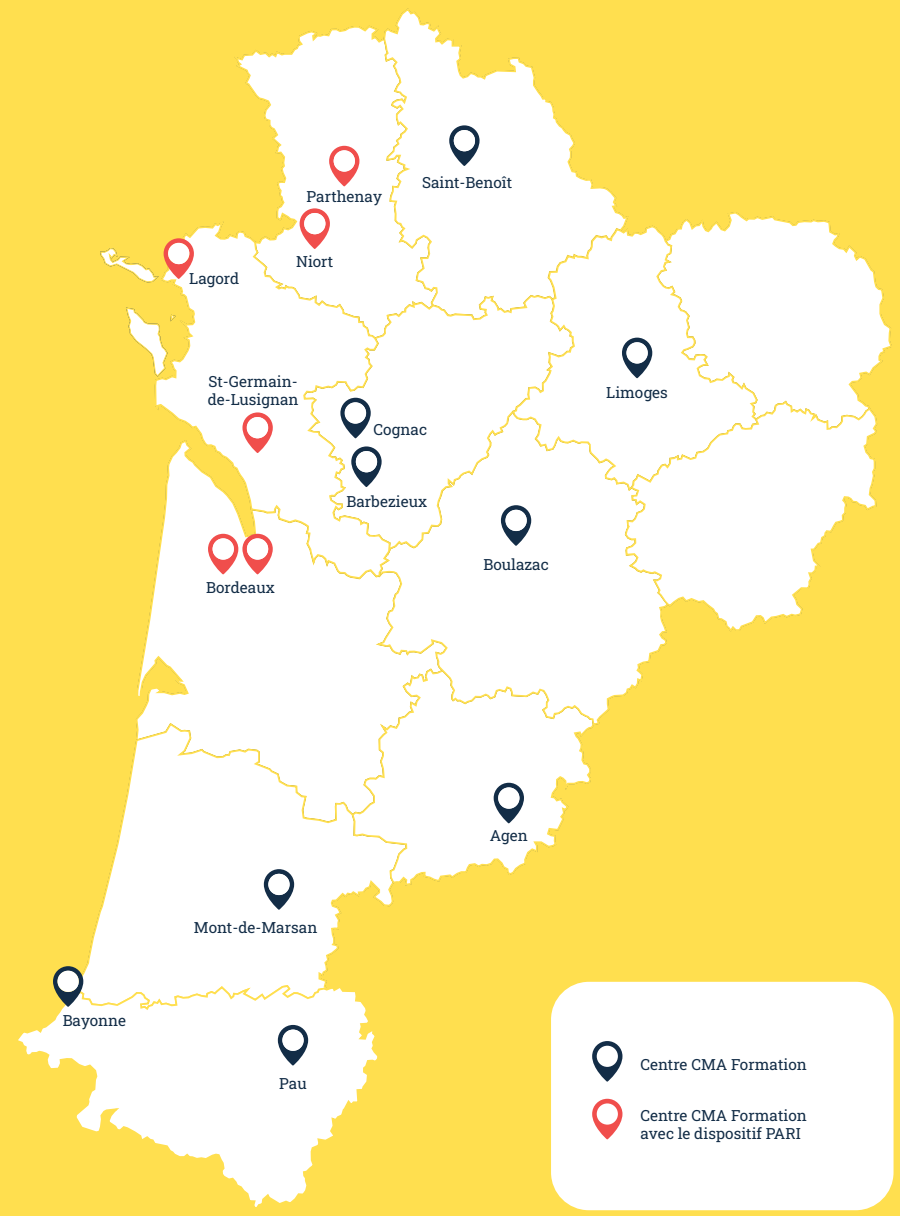 Saint-Benoît
Parthenay
Niort
Lagord
St-Germain-
de-Lusignan
Limoges
Cognac
Barbezieux
Boulazac
Bordeaux
Agen
Mont-de-Marsan
Bayonne
Pau
Centre CMA Formation
Centre CMA Formation
avec le dispositif PARI